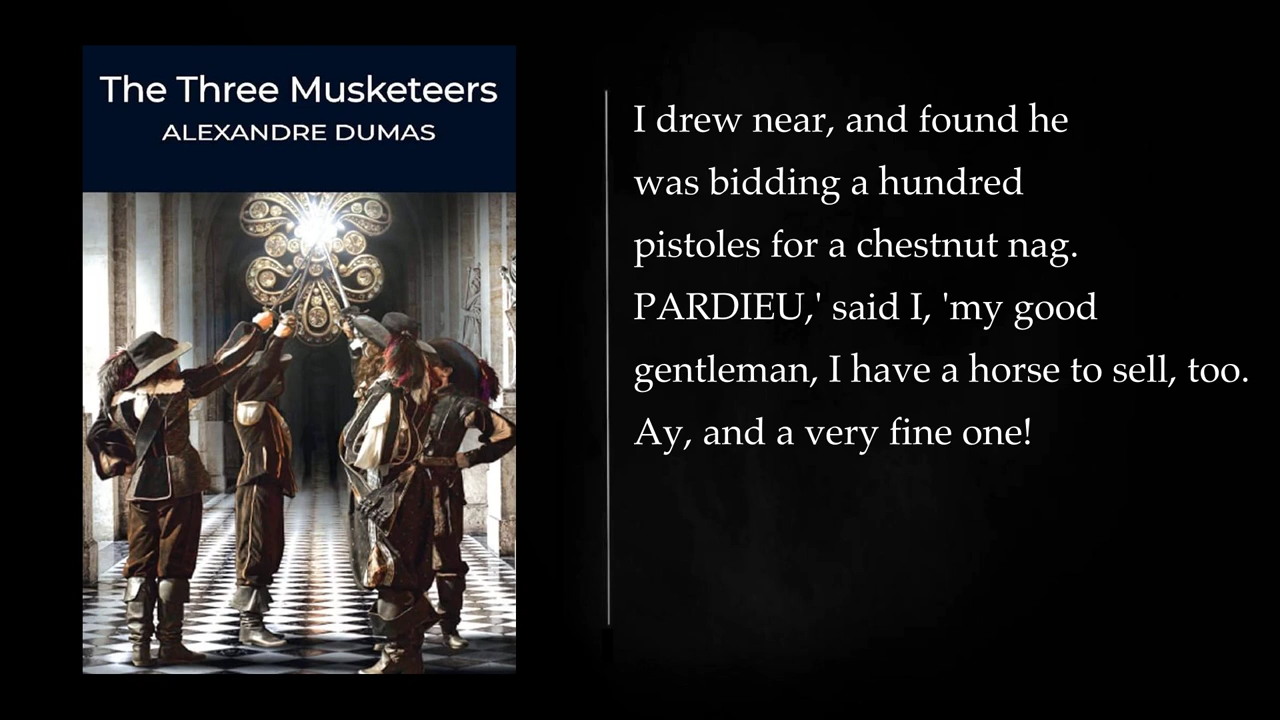 The Three Musketeers
ALEXANDRE DUMAS
I drew near, and found he
was bidding a hundred
pistoles for a chestnut nag.
PARDIEU,' said I, 'my good
gentleman, I have a horse to sell, too.
Ay, and a very fine one!